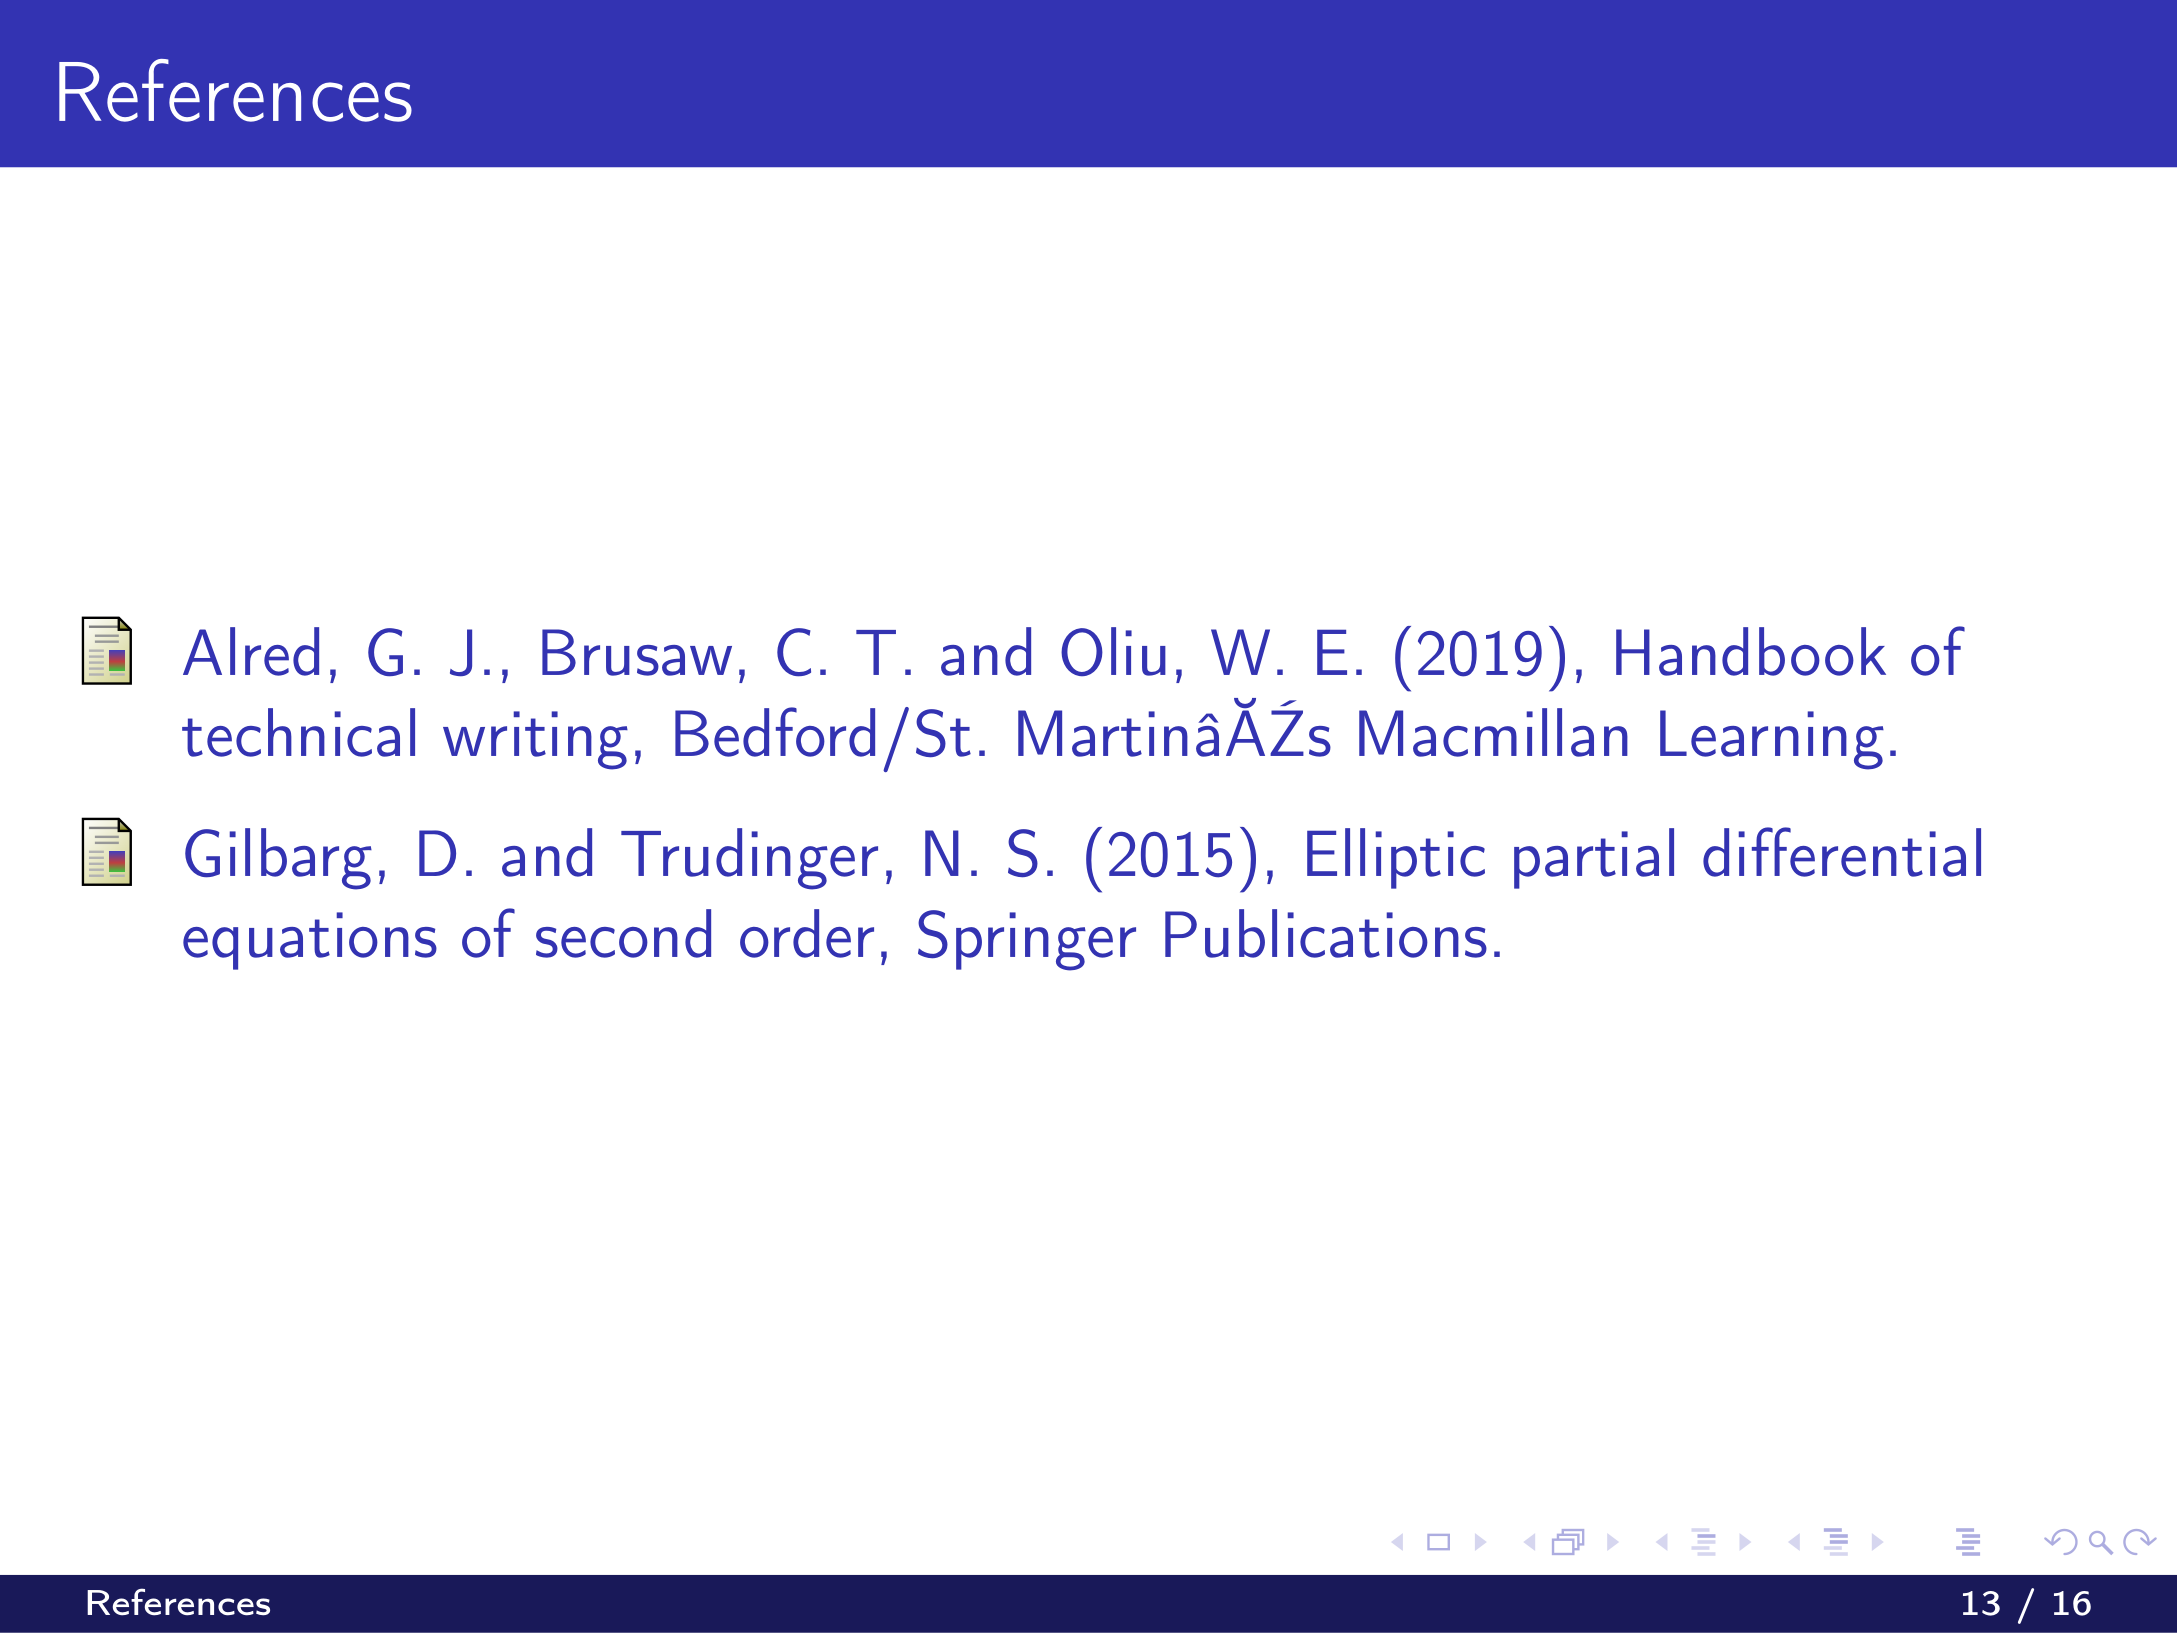 References
Alred, G. J., Brusaw, C. T. and Oliu, W. E. (2019), Handbook of
technical writing, Bedford/St. MartinâĂŹs Macmillan Learning.
Gilbarg, D. and Trudinger, N. S. (2015), Elliptic partial differential
equations of second order, Springer Publications.
References 13 / 16